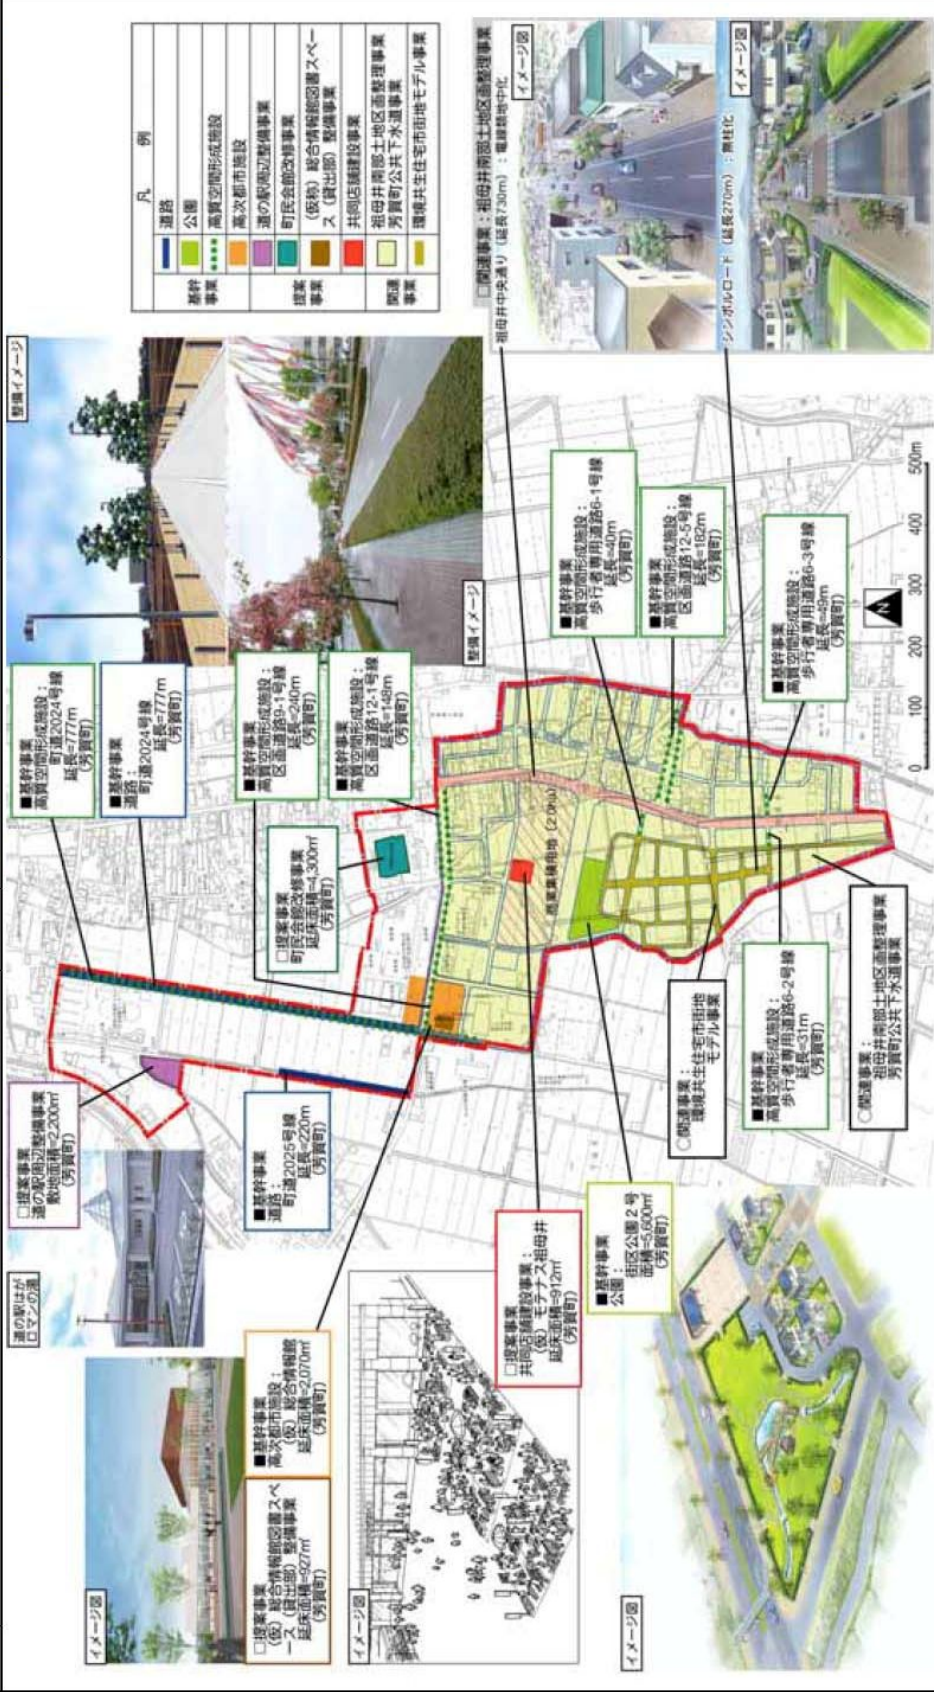 イメージ図
□提案事業
(仮)総合情報館図書スペ
ース(貸出部)整備事業
延床面積=927㎡
(芳賀町)
■基幹事業
高次都市施設：
(仮)総合情報館
延床面積=2,070㎡
(芳賀町)
道の駅はが
ロマンの湯
□提案事業
道の駅周辺整備事業
敷地面積=2,200㎡
(芳賀町)
■基幹事業
道路：
町道2025号線
延長=220m
(芳賀町)
■基幹事業
高質空間形成施設：
町道2024号線
延長=777m
(芳賀町)
■基幹事業
道路：
町道2024号線
延長=777m
(芳賀町)
□提案事業
町民会館改修事業
延床面積=4,300㎡
(芳賀町)
■基幹事業
高質空間形成施設：
区画道路9-1号線
延長=240m
(芳賀町)
■基幹事業
高質空間形成施設：
区画道路12-1号線
延長=148m
(芳賀町)
整備イメージ
整備イメージ
凡 例
基幹
事業
道路
公園
高質空間形成施設
高次都市施設
提案
事業
道の駅周辺整備事業
町民会館改修事業
(仮称)総合情報館図書スペー
ス(貸出部)整備事業
共同店舗建設事業
関連
事業
祖母井南部土地区画整理事業
芳賀町公共下水道事業
環境共生住宅市街地モデル事業
イメージ図
□提案事業
共同店舗建設事業：
(仮)モテナス祖母井
延床面積=912㎡
(芳賀町)
産業集積用地(2.0ha)
■基幹事業
高質空間形成施設：
歩行者専用道路6-1号線
延長=40m
(芳賀町)
■基幹事業
高質空間形成施設：
区画道路12-5号線
延長=182m
(芳賀町)
■基幹事業
高質空間形成施設：
歩行者専用道路6-3号線
延長=49m
(芳賀町)
□関連事業：祖母井南部土地区画整理事業
祖母井中央通り(延長730m)：電線類地中化
イメージ図
シンボルロード(延長270m)：無柱化
イメージ図
イメージ図
■基幹事業
公園：
街区公園2号
面積=5,600㎡
(芳賀町)
○関連事業：
環境共生住宅市街地
モデル事業
■基幹事業
高質空間形成施設：
歩行者専用道路6-2号線
延長=31m
(芳賀町)
○関連事業：
祖母井南部土地区画整理事業
芳賀町公共下水道事業
N
0 100 200 300 400 500m